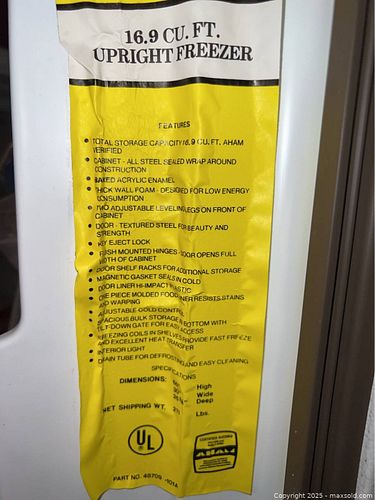 16.9 CU. FT.
UPRIGHT FREEZER
FEATURES
• TOTAL STORAGE CAPACITY 16.9 CU. FT. AHAM
VERIFIED
• CABINET - ALL STEEL SEALED WRAP AROUND
CONSTRUCTION
• BAKED ACRYLIC ENAMEL
• THICK WALL FOAM - DESIGNED FOR LOW ENERGY
CONSUMPTION
• TWO ADJUSTABLE LEVELING LEGS ON FRONT OF
CABINET
• DOOR - TEXTURED STEEL FOR BEAUTY AND
STRENGTH
• KEY EJECT LOCK
• FLUSH MOUNTED HINGES - DOOR OPENS FULL
WIDTH OF CABINET
• DOOR SHELF RACKS FOR ADDITIONAL STORAGE
• MAGNETIC GASKET SEALS IN COLD
• DOOR LINER HI-IMPACT PLASTIC
• ONE PIECE MOLDED FOOD LINER RESISTS STAINS
AND WARPING
• ADJUSTABLE COLD CONTROL
• SPACIOUS BULK STORAGE IN BOTTOM WITH
TILT-DOWN GATE FOR EASY ACCESS
• FREEZING COILS IN SHELVES PROVIDE FAST FREEZE
AND EXCELLENT HEAT TRANSFER
• INTERIOR LIGHT
• DRAIN TUBE FOR DEFROSTING AND EASY CLEANING
SPECIFICATIONS
DIMENSIONS: High
Wide
Deep
NET SHIPPING WT. Lbs.
UL
AHAM
PART NO. 48709
Copyright 2025 - maxsold.com